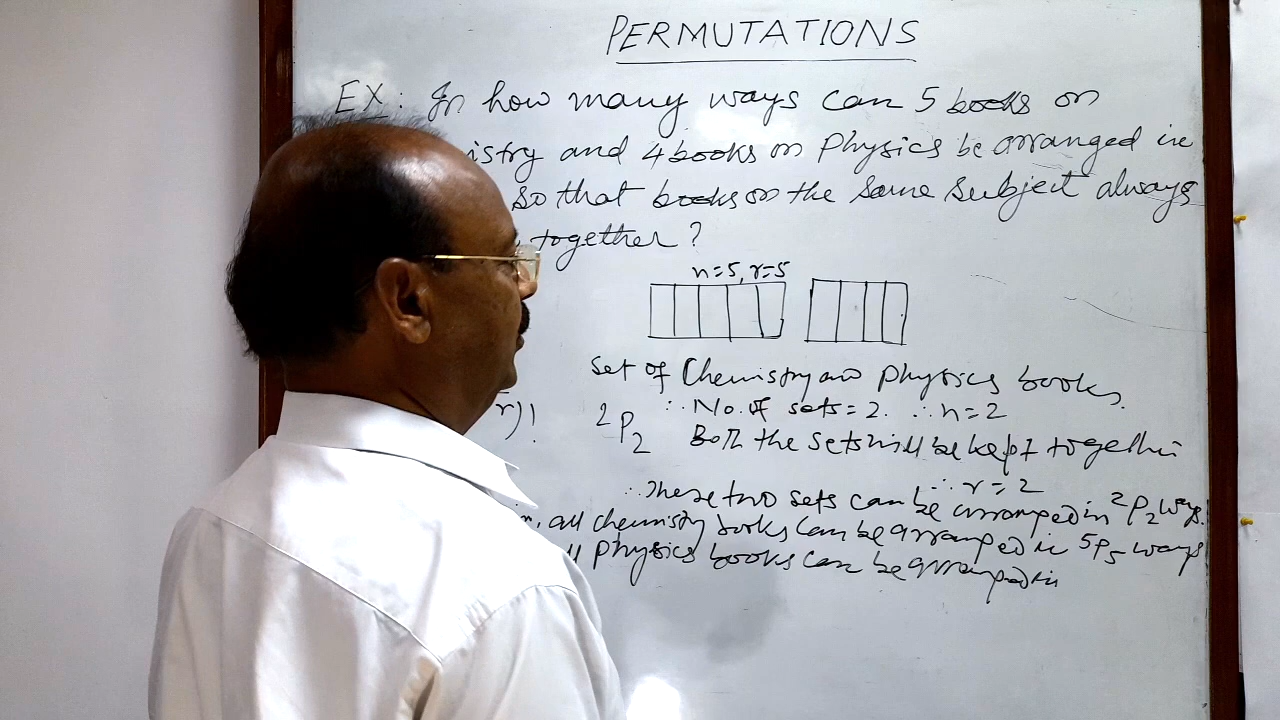 PERMUTATIONS
EX: In how many ways can 5 books on
istry and 4 books on Physics be arranged in
so that books on the same subject always
together ?
n=5, r=5
Set of Chemistry and Physics books.
∴ No. of sets = 2. ∴ n=2
r)! ²P₂ Both the sets will be kept together
∴ r = 2
∴ These two sets can be arranged in ²P₂ ways.
all chemistry books can be arranged in ⁵P₅ ways
Physics books can be arranged in